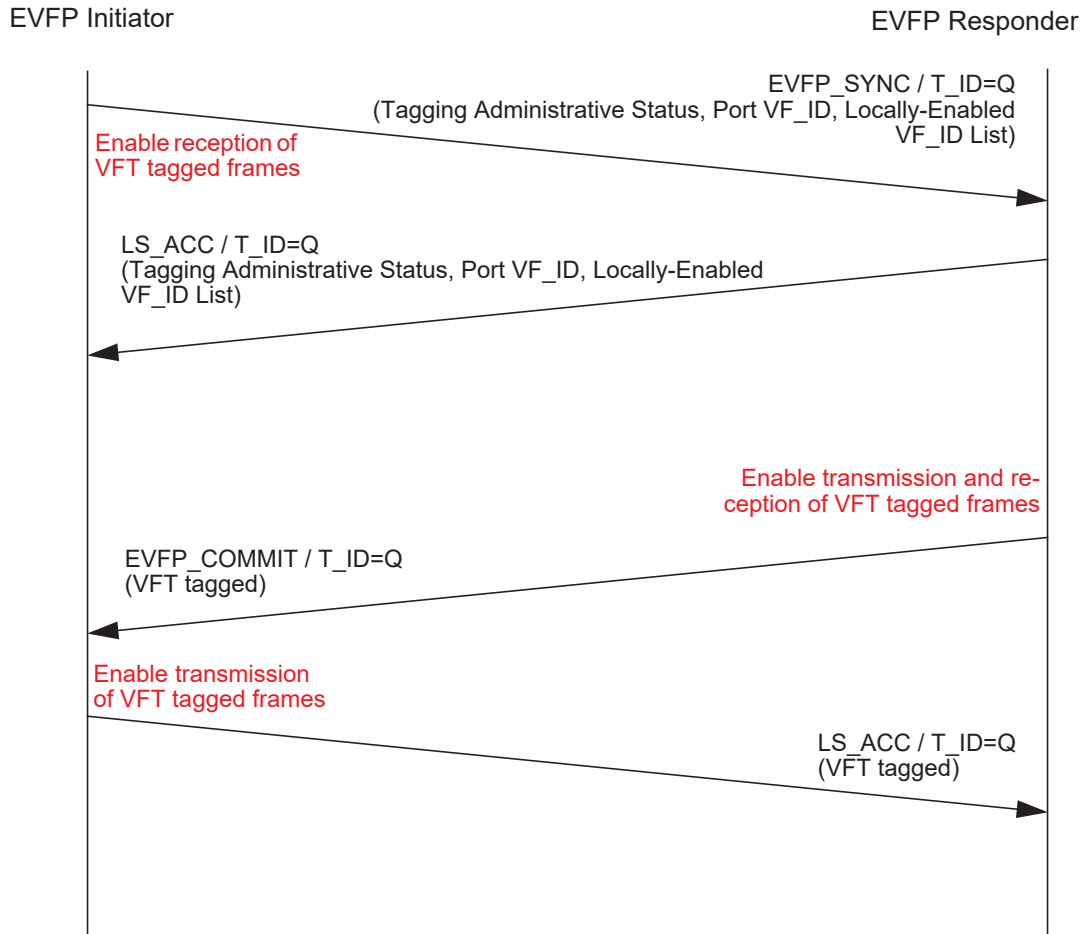 EVFP Initiator
EVFP Responder
EVFP_SYNC / T_ID=Q
(Tagging Administrative Status, Port VF_ID, Locally-Enabled
VF_ID List)
Enable reception of
VFT tagged frames
LS_ACC / T_ID=Q
(Tagging Administrative Status, Port VF_ID, Locally-Enabled
VF_ID List)
Enable transmission and re-
ception of VFT tagged frames
EVFP_COMMIT / T_ID=Q
(VFT tagged)
Enable transmission
of VFT tagged frames
LS_ACC / T_ID=Q
(VFT tagged)